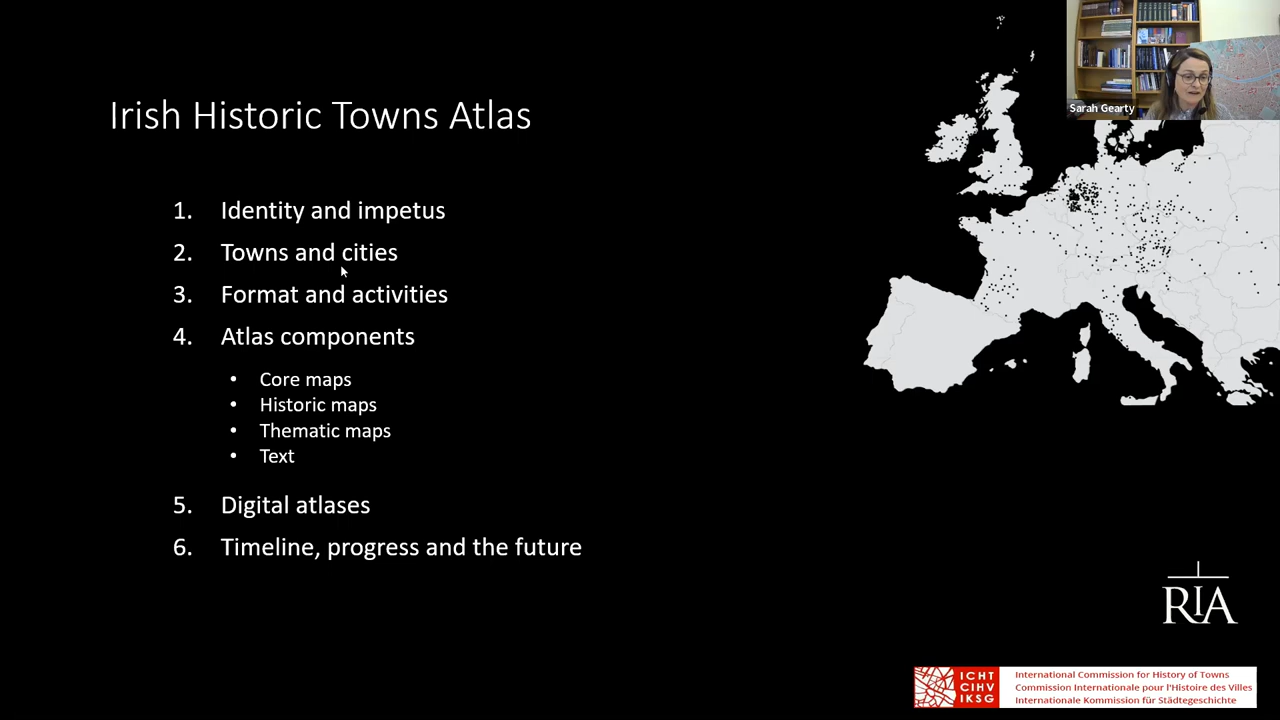 Sarah Gearty
Irish Historic Towns Atlas
1. Identity and impetus
2. Towns and cities
3. Format and activities
4. Atlas components
• Core maps
• Historic maps
• Thematic maps
• Text
5. Digital atlases
6. Timeline, progress and the future
RIA
ICHT
CIHV
IKSG
International Commission for History of Towns
Commission Internationale pour l'Histoire des Villes
Internationale Kommission für Städtegeschichte